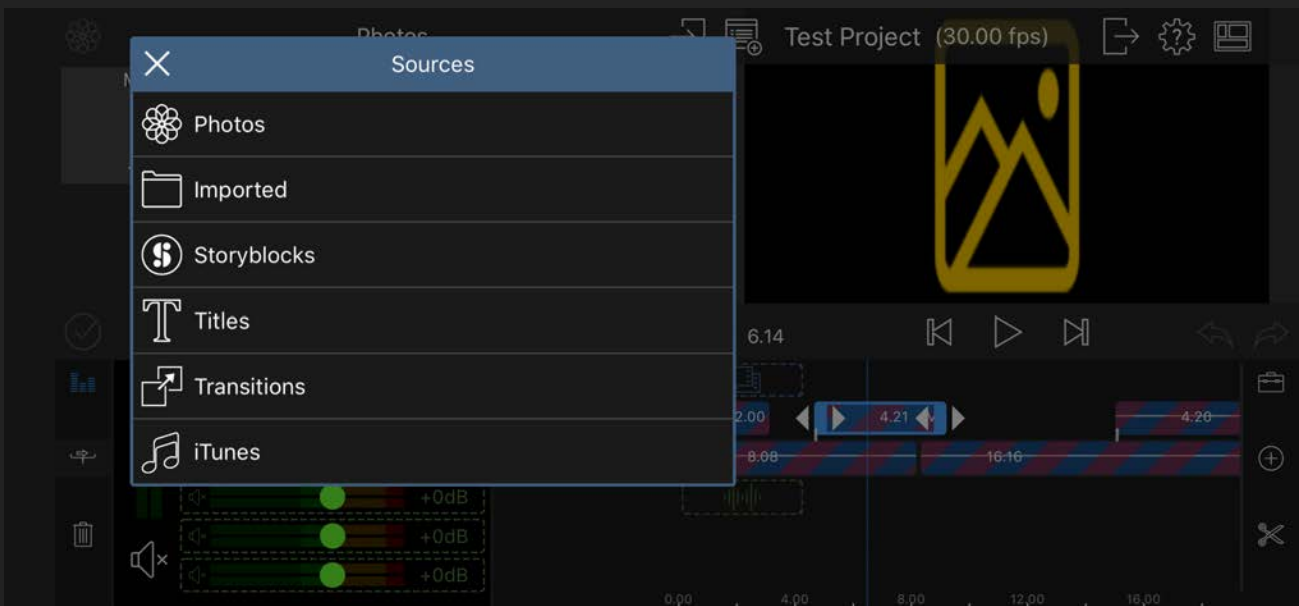 Photos
Test Project (30.00 fps)
Sources
Photos
Imported
Storyblocks
Titles
Transitions
iTunes
6.14
2.00
4.21
4.20
8.08
16.16
+0dB
+0dB
+0dB
0.00
4.00
8.00
12.00
16.00